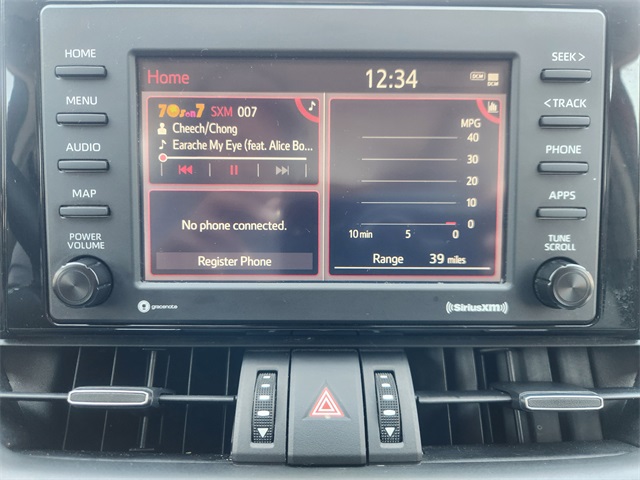 HOME
MENU
AUDIO
MAP
POWER
VOLUME
Home
12:34
DCM
DCM
70s on 7 SXM 007
Cheech/Chong
Earache My Eye (feat. Alice Bo...
No phone connected.
Register Phone
MPG
40
30
20
10
0
10 min 5 0
Range 39 miles
SEEK >
< TRACK
PHONE
APPS
TUNE
SCROLL
gracenote
((SiriusXM))